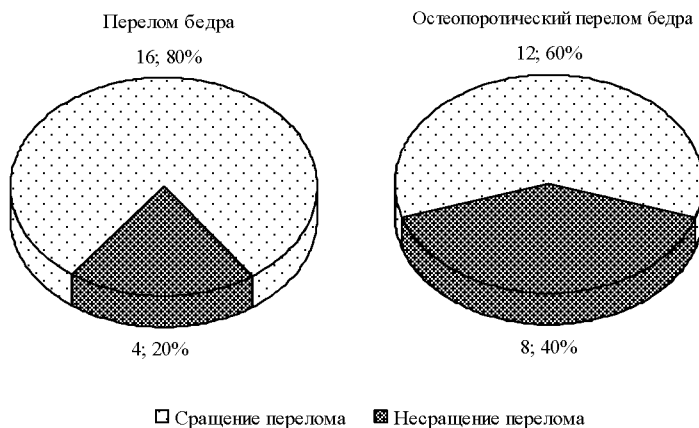 Перелом бедра
Остеопоротический перелом бедра
16; 80%
12; 60%
4; 20%
8; 40%
Сращение перелома
Несращение перелома